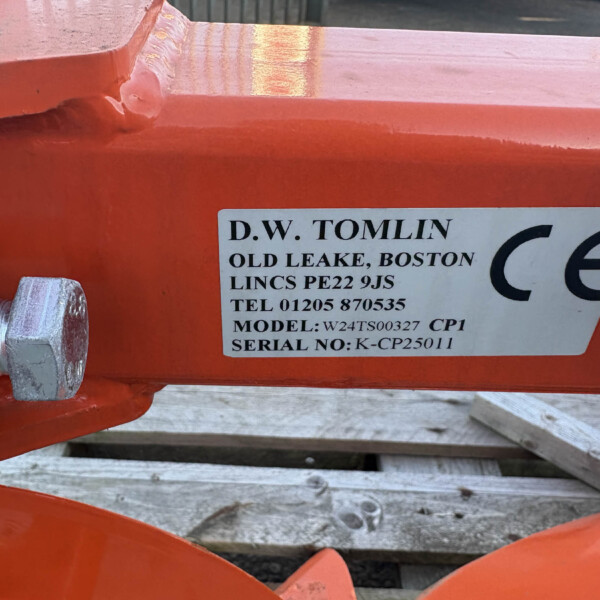 D.W. TOMLIN
OLD LEAKE, BOSTON
LINCS PE22 9JS
TEL 01205 870535
MODEL: W24TS00327 CP1
SERIAL NO: K-CP25011
CE